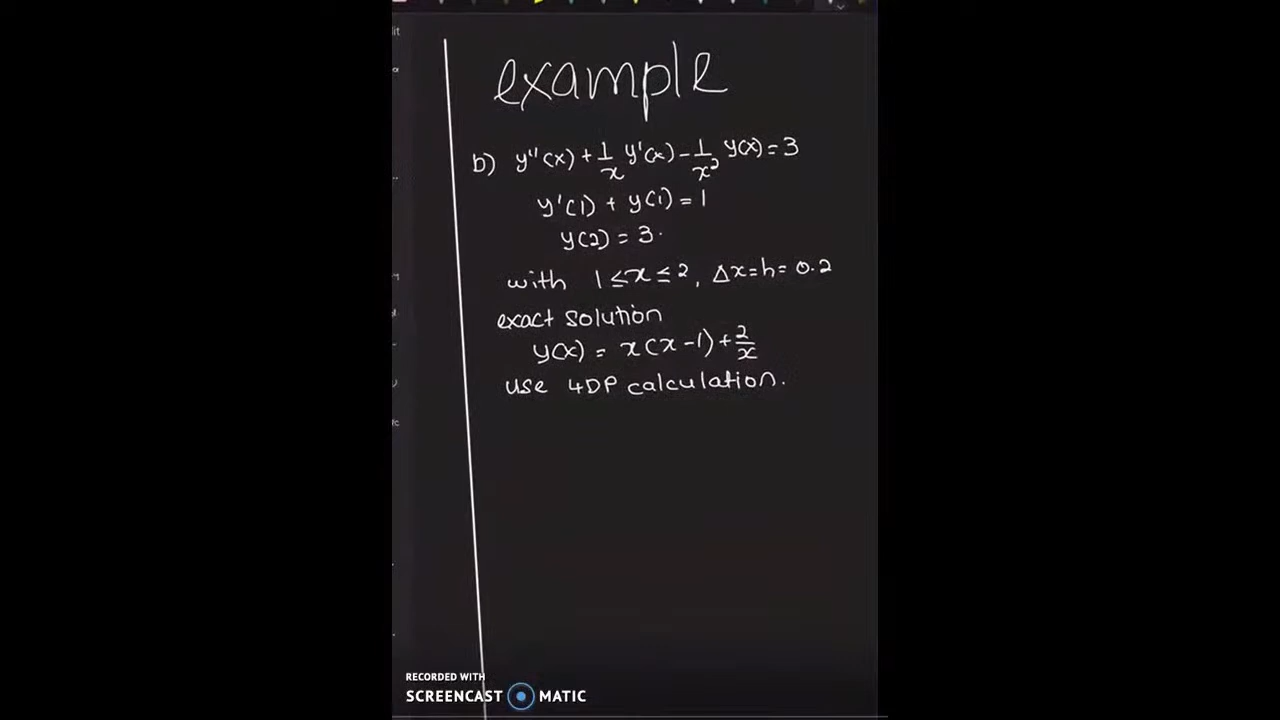 example
b) y''(x) + 1/x y'(x) - 1/x² y(x) = 3
y'(1) + y(1) = 1
y(2) = 3.
with 1 ≤ x ≤ 2, Δx = h = 0.2
exact solution
y(x) = x(x-1) + 2/x
use 4DP calculation.
RECORDED WITH
SCREENCAST MATIC